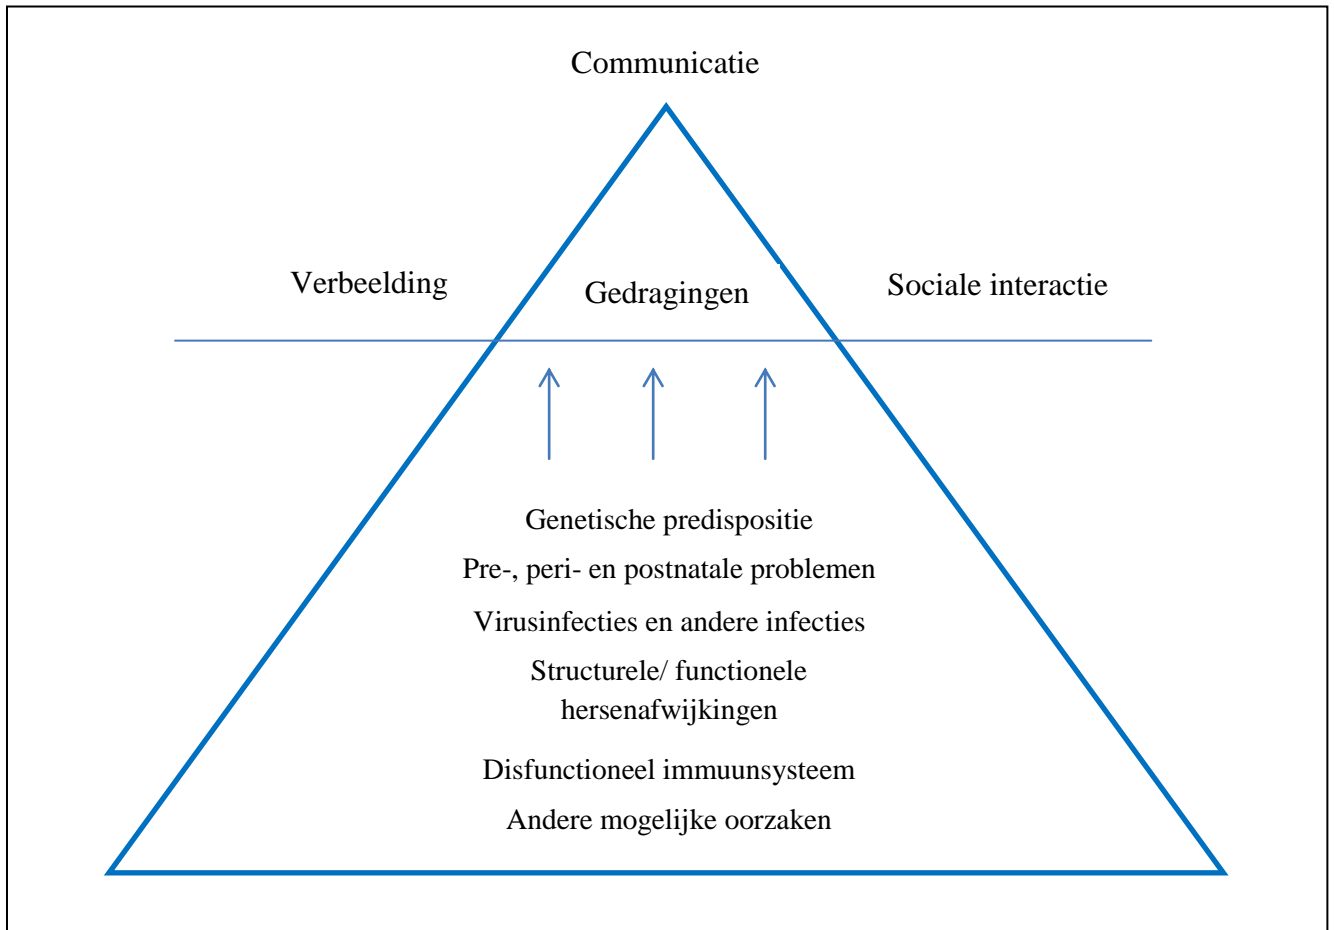 Communicatie
Verbeelding
Gedragingen
Sociale interactie
Genetische predispositie
Pre-, peri- en postnatale problemen
Virusinfecties en andere infecties
Structurele/ functionele
hersenafwijkingen
Disfunctioneel immuunsysteem
Andere mogelijke oorzaken